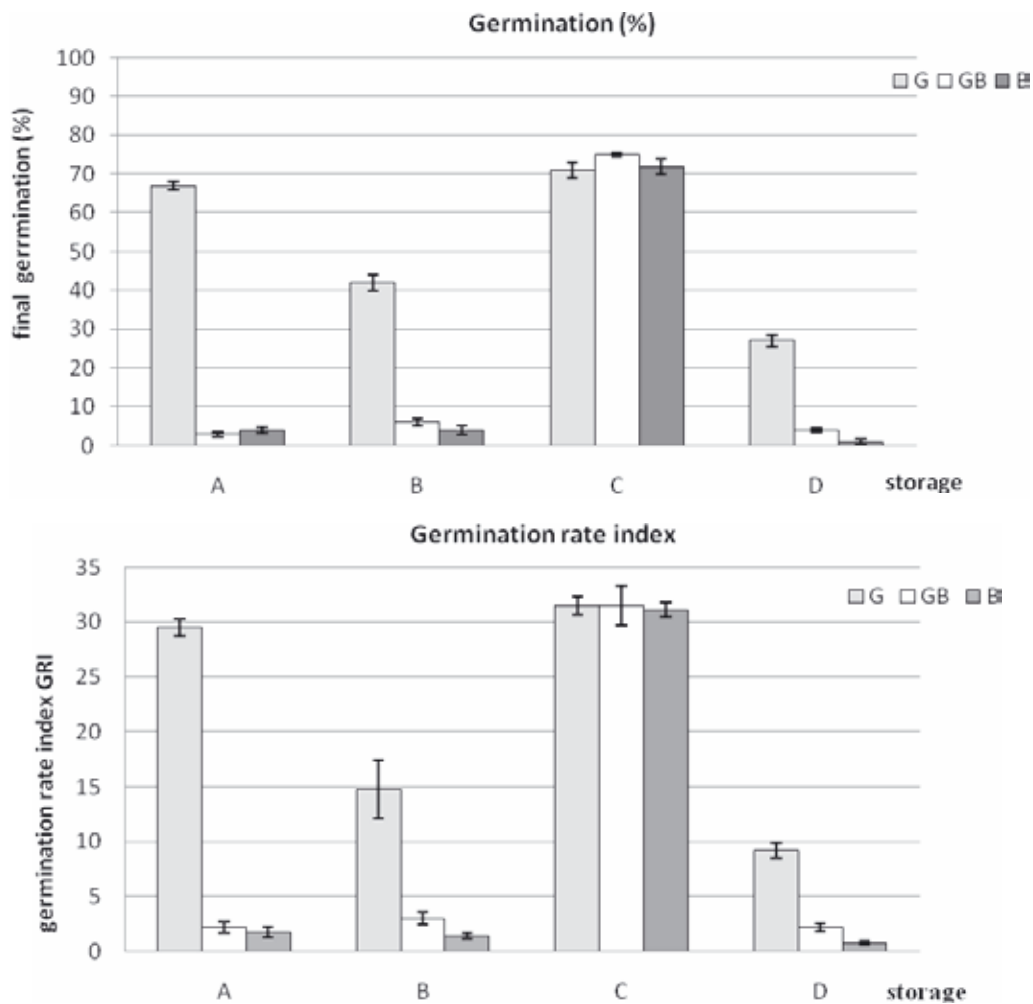 Germination (%)
100
90
80
70
60
50
40
30
20
10
0
final gerrmination (%)
G GB B
A B C D storage
Germination rate index
35
30
25
20
15
10
5
0
germination rate index GRI
G GB B
A B C D storage